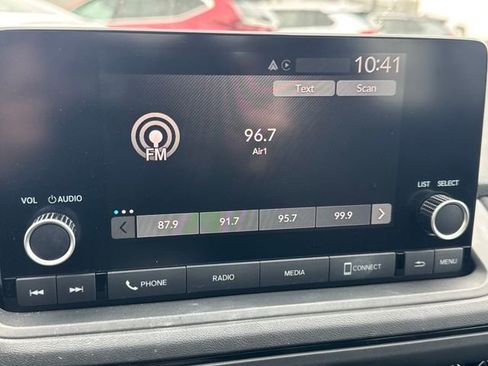 10:41
Text Scan
FM
96.7
Air1
VOL AUDIO
LIST SELECT
87.9 91.7 95.7 99.9
PHONE RADIO MEDIA CONNECT MENU